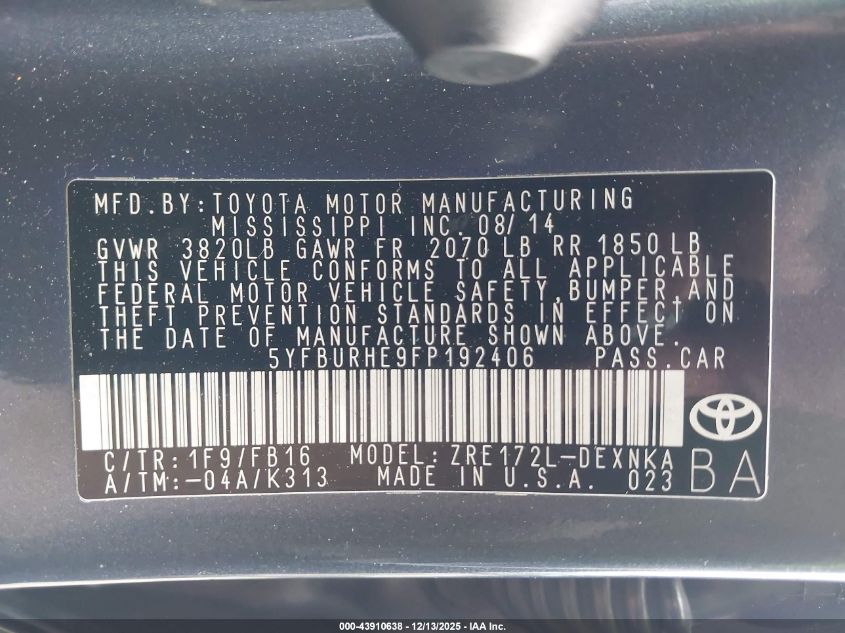 MFD.BY:TOYOTA MOTOR MANUFACTURING
MISSISSIPPI INC. 08/14
GVWR 3820LB GAWR FR 2070 LB RR 1850 LB
THIS VEHICLE CONFORMS TO ALL APPLICABLE
FEDERAL MOTOR VEHICLE SAFETY,BUMPER,AND
THEFT PREVENTION STANDARDS IN EFFECT ON
THE DATE OF MANUFACTURE SHOWN ABOVE.
5YFBURHE9FP192406 PASS.CAR
C/TR: 1F9/FB16 MODEL: ZRE172L-DEXNKA
A/TM:-04A/K313 MADE IN U.S.A. 023 BA
000-43910638 - 12/13/2025 - IAA Inc.